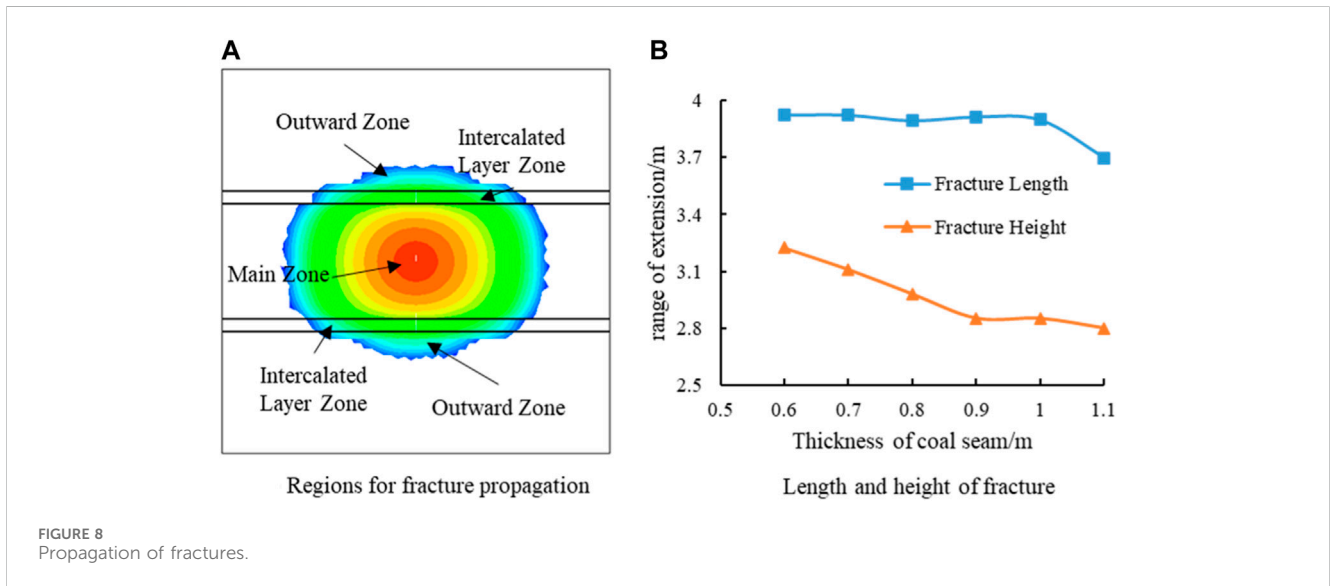 A
Outward Zone
Intercalated
Layer Zone
Main Zone
Intercalated
Layer Zone
Outward Zone
Regions for fracture propagation
B
range of extension/m
4
3.7
3.4
3.1
2.8
2.5
Fracture Length
Fracture Height
0.5 0.6 0.7 0.8 0.9 1 1.1
Thickness of coal seam/m
Length and height of fracture
FIGURE 8
Propagation of fractures.